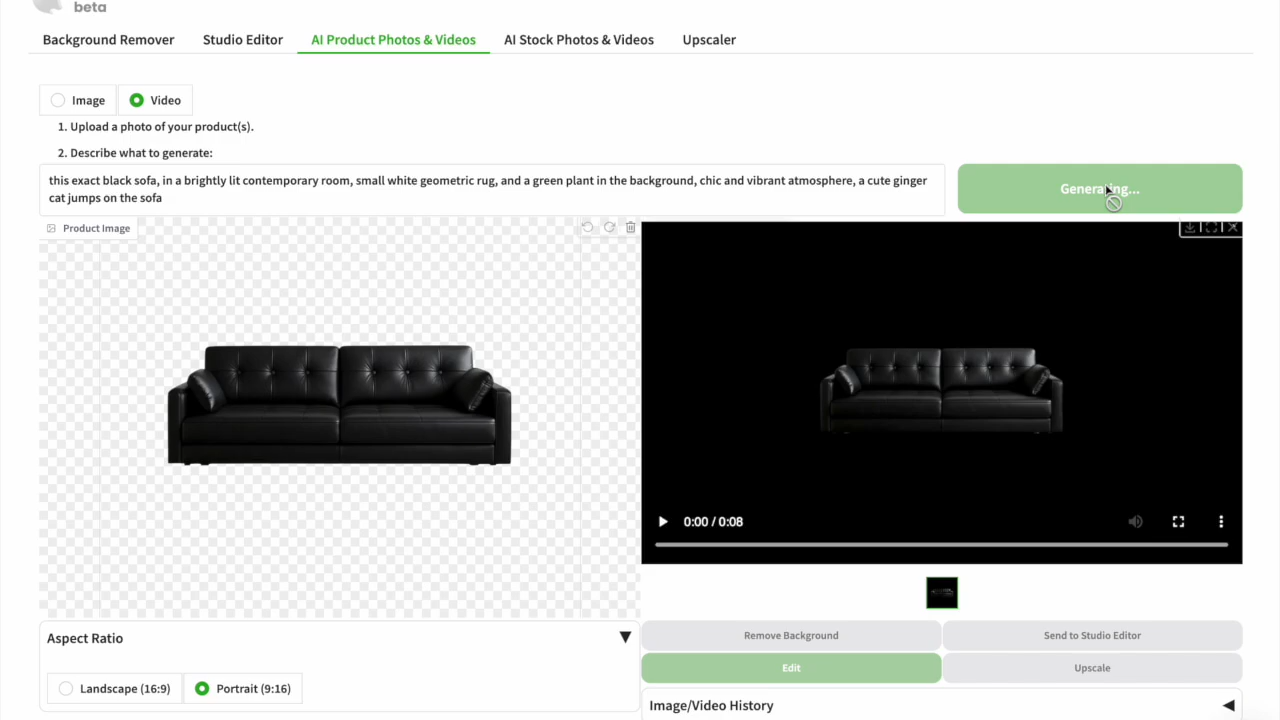 beta
Background Remover
Studio Editor
AI Product Photos & Videos
AI Stock Photos & Videos
Upscaler
Image
Video
1. Upload a photo of your product(s).
2. Describe what to generate:
this exact black sofa, in a brightly lit contemporary room, small white geometric rug, and a green plant in the background, chic and vibrant atmosphere, a cute ginger
cat jumps on the sofa
Generating...
Product Image
0:00 / 0:08
Remove Background
Send to Studio Editor
Edit
Upscale
Aspect Ratio
Landscape (16:9)
Portrait (9:16)
Image/Video History